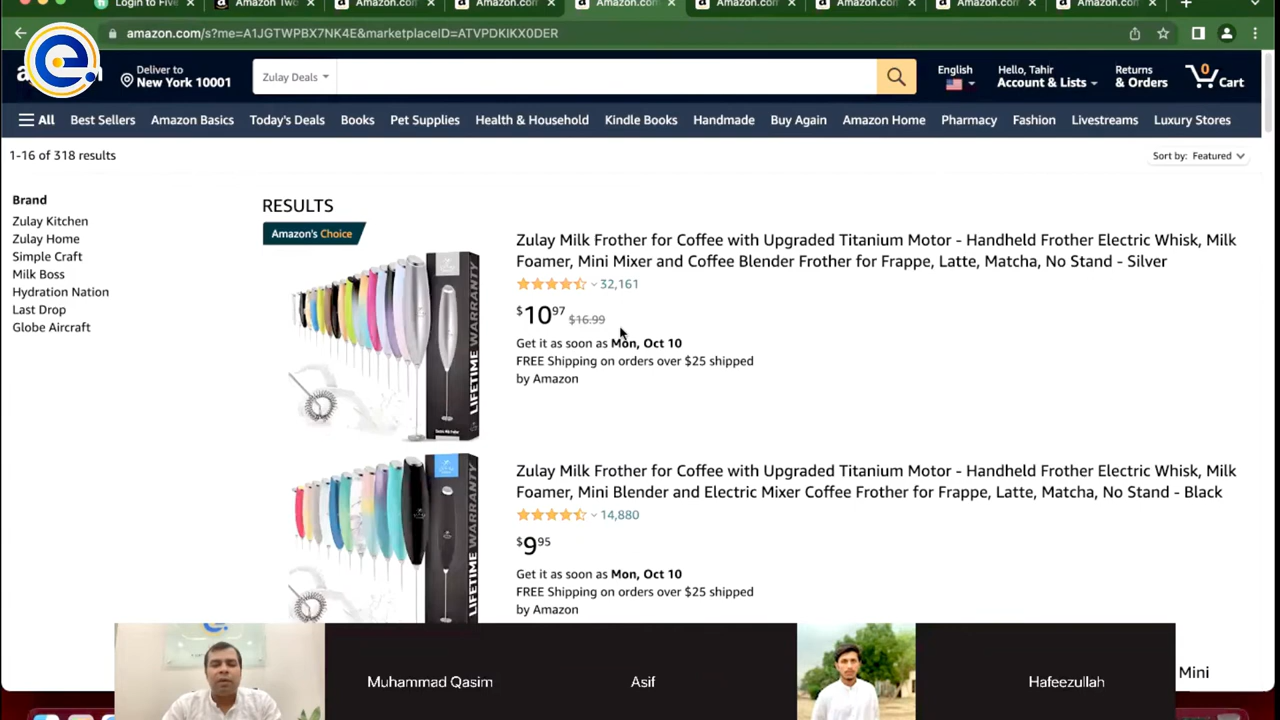 Login to Five
Amazon Two
Amazon.com
Amazon.com
Amazon.com
Amazon.com
Amazon.com
Amazon.com
Amazon.com
amazon.com/s?me=A1JGTWPBX7NK4E&marketplaceID=ATVPDKIKX0DER
e.
Deliver to
New York 10001
Zulay Deals
English
Hello, Tahir
Account & Lists
Returns
& Orders
0
Cart
All
Best Sellers
Amazon Basics
Today's Deals
Books
Pet Supplies
Health & Household
Kindle Books
Handmade
Buy Again
Amazon Home
Pharmacy
Fashion
Livestreams
Luxury Stores
1-16 of 318 results
Sort by: Featured
Brand
Zulay Kitchen
Zulay Home
Simple Craft
Milk Boss
Hydration Nation
Last Drop
Globe Aircraft
RESULTS
Amazon's Choice
LIFETIME WARRANTY
Zulay Milk Frother for Coffee with Upgraded Titanium Motor - Handheld Frother Electric Whisk, Milk
Foamer, Mini Mixer and Coffee Blender Frother for Frappe, Latte, Matcha, No Stand - Silver
32,161
$1097 $16.99
Get it as soon as Mon, Oct 10
FREE Shipping on orders over $25 shipped
by Amazon
LIFETIME WARRANTY
Zulay Milk Frother for Coffee with Upgraded Titanium Motor - Handheld Frother Electric Whisk, Milk
Foamer, Mini Blender and Electric Mixer Coffee Frother for Frappe, Latte, Matcha, No Stand - Black
14,880
$995
Get it as soon as Mon, Oct 10
FREE Shipping on orders over $25 shipped
by Amazon
Mini
Muhammad Qasim
Asif
Hafeezullah